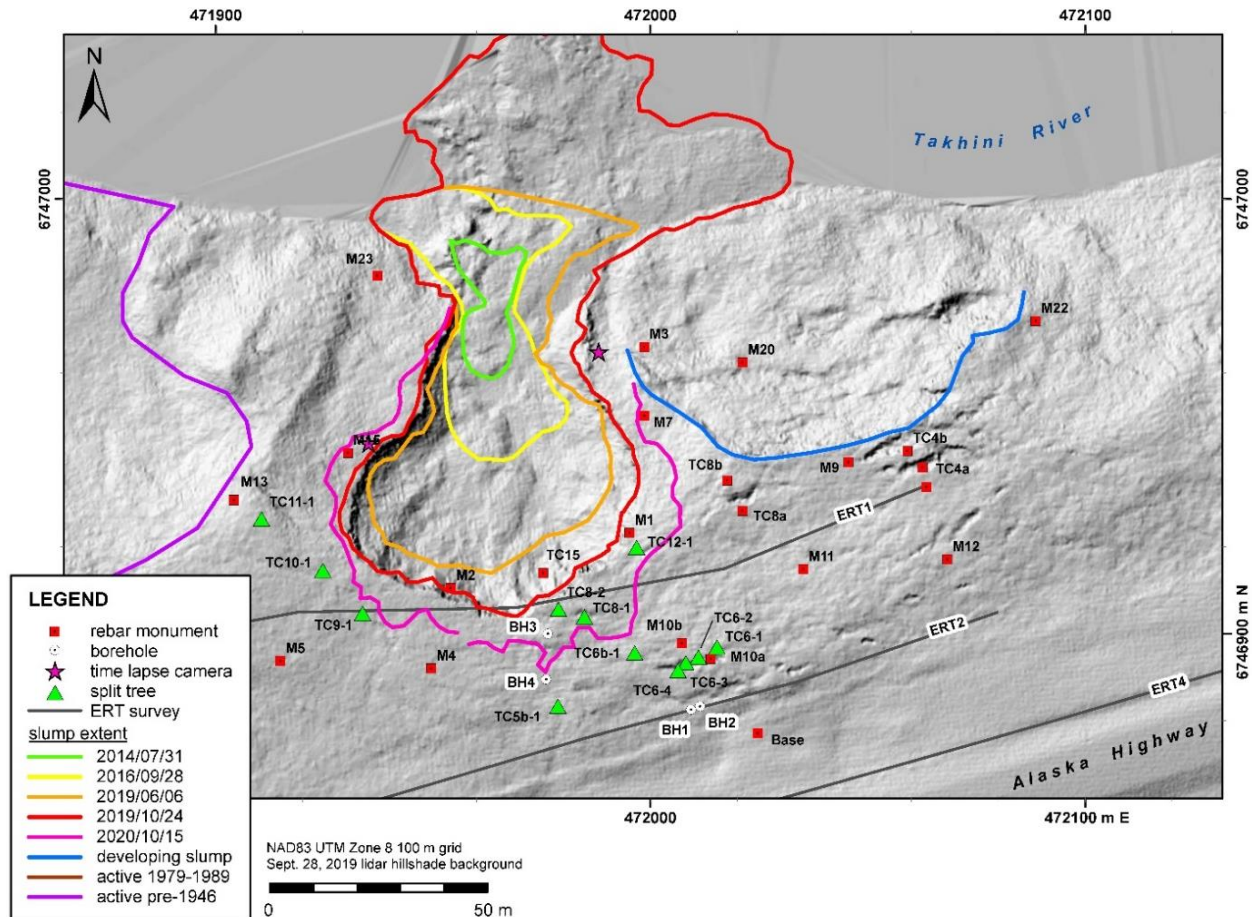 471900
472000
472100
N
Takhini River
6747000
6747000
M23
M3
M20
M22
M7
M15
TC8b
M9
TC4b
TC4a
M13
TC11-1
TC8a
ERT1
M1
TC12-1
TC10-1
TC15
M2
M11
M12
TC8-2
TC8-1
TC9-1
BH3
M10b
TC6-2
TC6-1
ERT2
M5
M4
TC6b-1
M10a
6746900 m N
BH4
TC6-4
TC6-3
ERT4
TC5b-1
BH1
BH2
Base
Alaska Highway
472000
472100 m E
LEGEND
rebar monument
borehole
time lapse camera
split tree
ERT survey
slump extent
2014/07/31
2016/09/28
2019/06/06
2019/10/24
2020/10/15
developing slump
active 1979-1989
active pre-1946
NAD83 UTM Zone 8 100 m grid
Sept. 28, 2019 lidar hillshade background
0
50 m